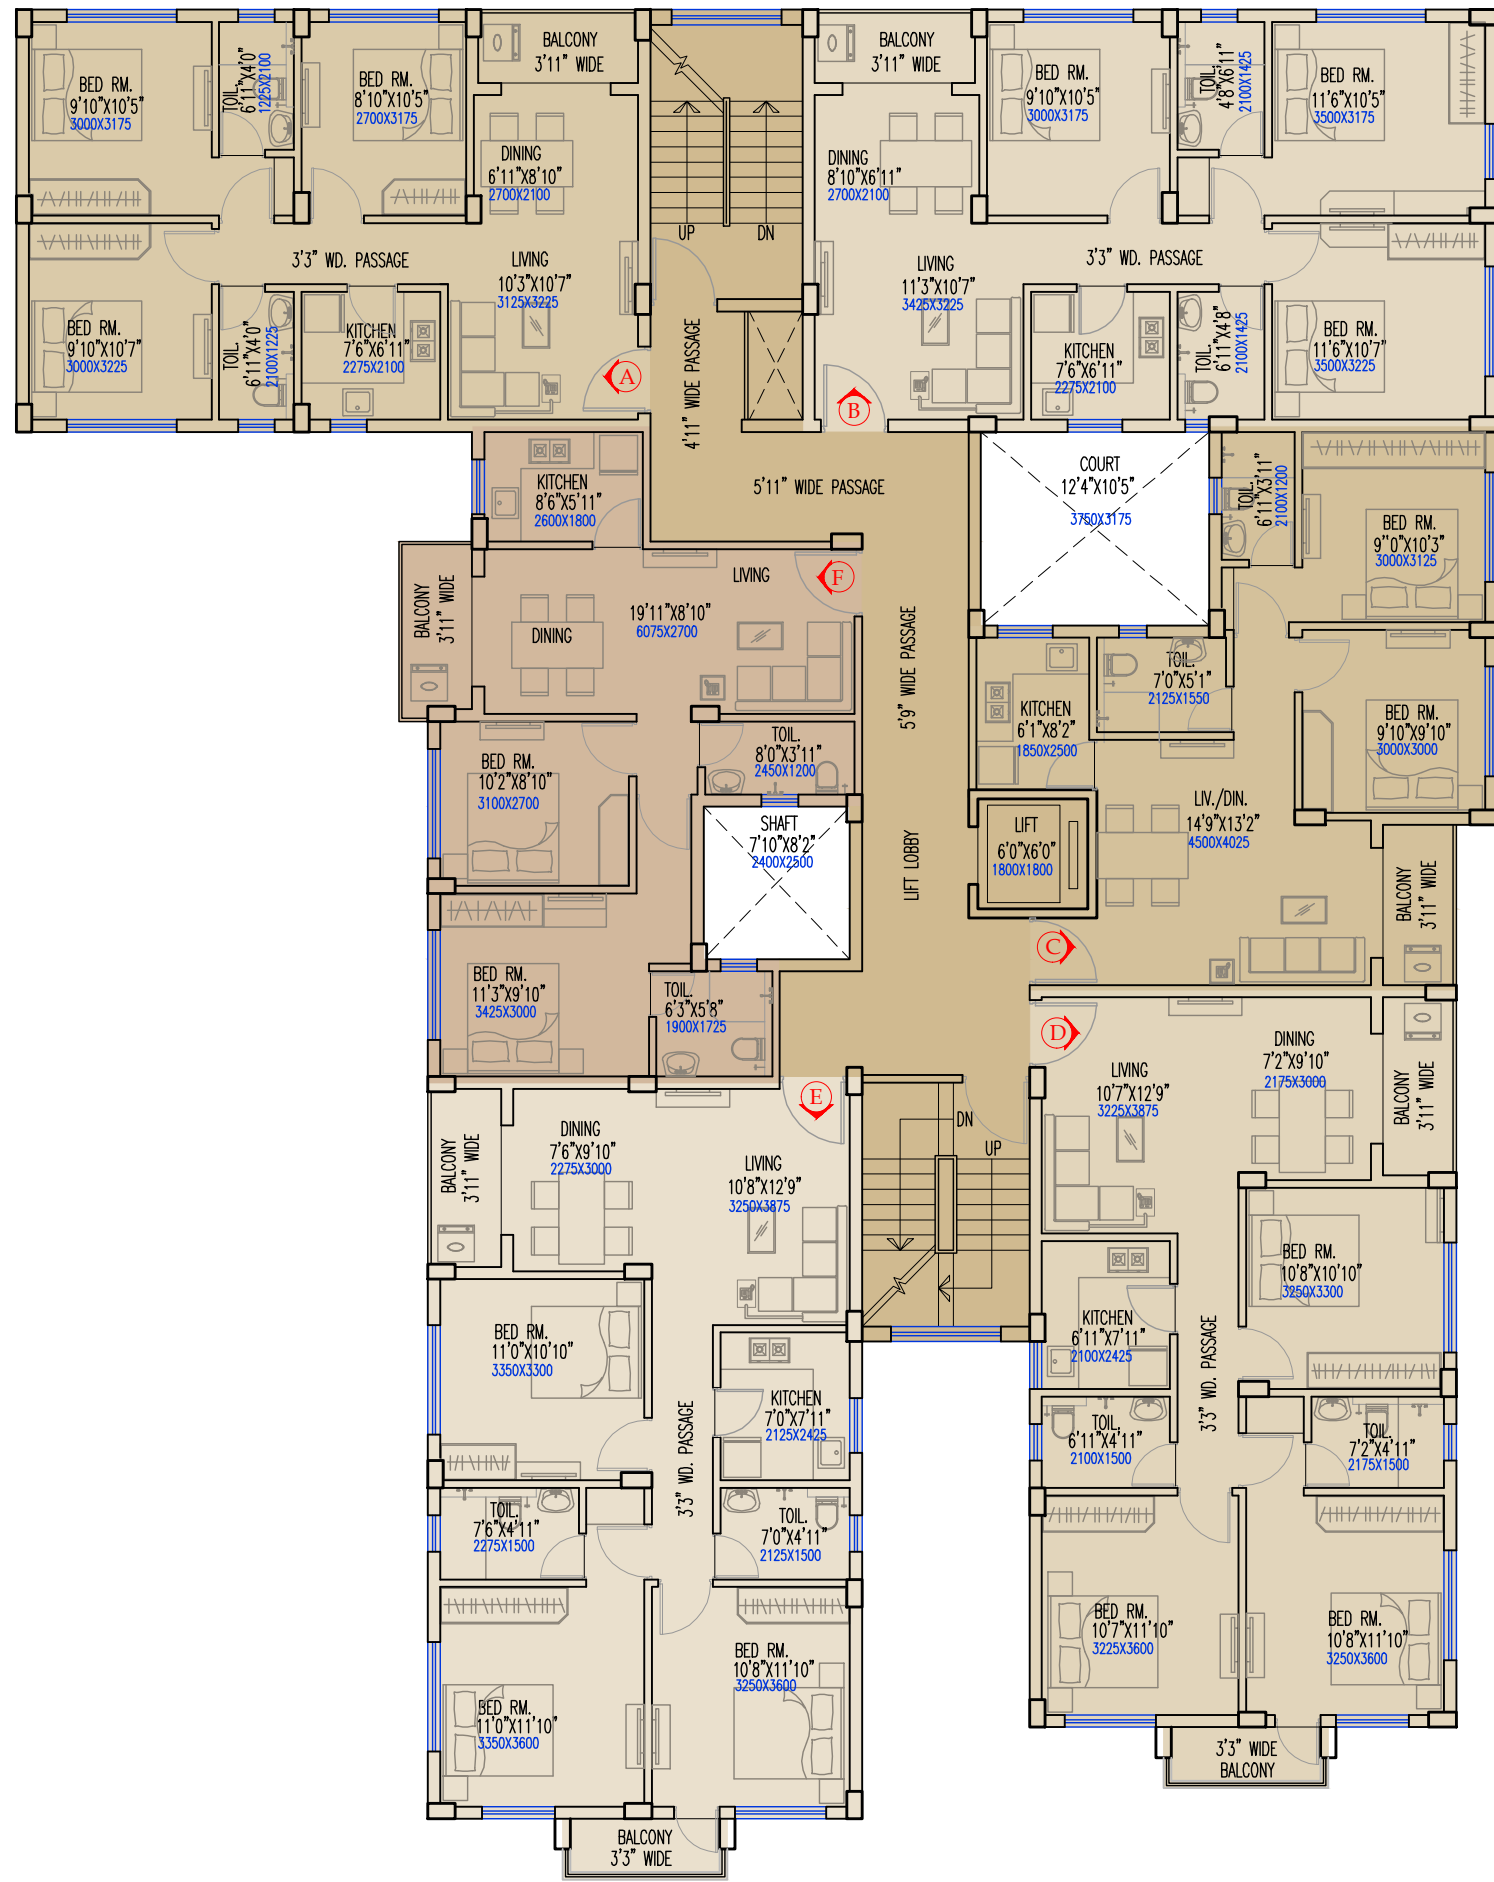 BED RM.
9'10"X10'5"
3000X3175
TOIL.
6'11"X4'0"
1225X2100
BED RM.
8'10"X10'5"
2700X3175
BALCONY
3'11" WIDE
DINING
6'11"X8'10"
2700X2100
UP
DN
BALCONY
3'11" WIDE
DINING
8'10"X6'11"
2700X2100
BED RM.
9'10"X10'5"
3000X3175
TOIL.
4'8"X6'11"
2100X1425
BED RM.
11'6"X10'5"
3500X3175
3'3" WD. PASSAGE
LIVING
10'3"X10'7"
3125X3225
LIVING
11'3"X10'7"
3425X3225
3'3" WD. PASSAGE
BED RM.
9'10"X10'7"
3000X3225
TOIL.
6'11"X4'0"
2100X1225
KITCHEN
7'6"X6'11"
2275X2100
A
4'11" WIDE PASSAGE
B
KITCHEN
7'6"X6'11"
2275X2100
TOIL.
6'11"X4'8"
2100X1425
BED RM.
11'6"X10'7"
3500X3225
KITCHEN
8'6"X5'11"
2600X1800
5'11" WIDE PASSAGE
COURT
12'4"X10'5"
3750X3175
TOIL.
6'11"X3'11"
2100X1200
BED RM.
9"0"X10'3"
3000X3125
BALCONY
3'11" WIDE
LIVING
F
19'11"X8'10"
6075X2700
DINING
5'9" WIDE PASSAGE
TOIL.
7'0"X5'1"
2125X1550
KITCHEN
6'1"X8'2"
1850X2500
BED RM.
9'10"X9'10"
3000X3000
BED RM.
10'2"X8'10"
3100X2700
TOIL.
8'0"X3'11"
2450X1200
SHAFT
7'10"X8'2"
2400X2500
LIFT LOBBY
LIFT
6'0"X6'0"
1800X1800
LIV./DIN.
14'9"X13'2"
4500X4025
BALCONY
3'11" WIDE
C
BED RM.
11'3"X9'10"
3425X3000
TOIL.
6'3"X5'8"
1900X1725
D
DINING
7'2"X9'10"
2175X3000
LIVING
10'7"X12'9"
3225X3875
BALCONY
3'11" WIDE
E
DN
UP
BALCONY
3'11" WIDE
DINING
7'6"X9'10"
2275X3000
LIVING
10'8"X12'9"
3250X3875
BED RM.
10'8"X10'10"
3250X3300
BED RM.
11'0"X10'10"
3350X3300
KITCHEN
6'11"X7'11"
2100X2425
3'3" WD. PASSAGE
KITCHEN
7'0"X7'11"
2125X2425
3'3" WD. PASSAGE
TOIL.
6'11"X4'11"
2100X1500
TOIL.
7'2"X4'11"
2175X1500
TOIL.
7'6"X4'11"
2275X1500
TOIL.
7'0"X4'11"
2125X1500
BED RM.
10'7"X11'10"
3225X3600
BED RM.
10'8"X11'10"
3250X3600
BED RM.
10'8"X11'10"
3250X3600
BED RM.
11'0"X11'10"
3350X3600
3'3" WIDE
BALCONY
BALCONY
3'3" WIDE